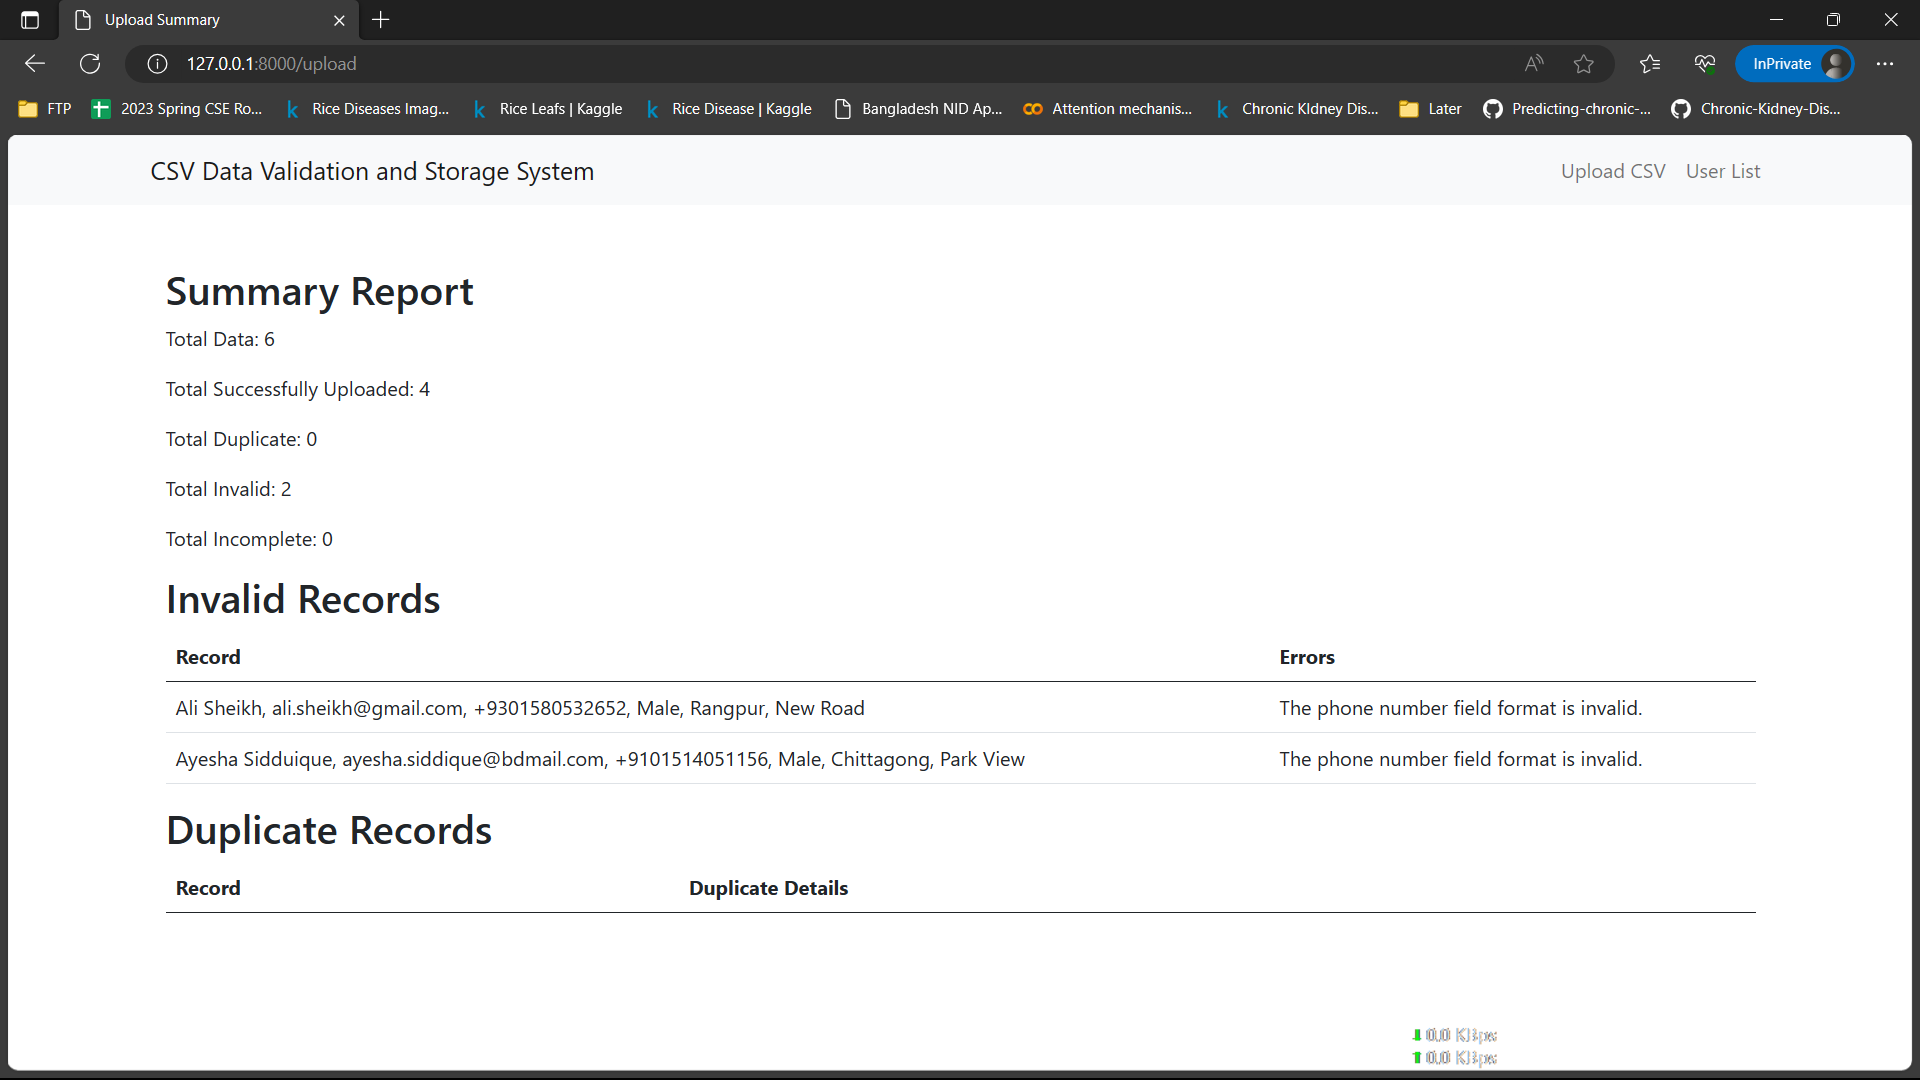 Upload Summary
127.0.0.1:8000/upload
InPrivate
FTP
2023 Spring CSE Ro...
Rice Diseases Imag...
Rice Leafs | Kaggle
Rice Disease | Kaggle
Bangladesh NID Ap...
Attention mechanis...
Chronic KIdney Dis...
Later
Predicting-chronic-...
Chronic-Kidney-Dis...
CSV Data Validation and Storage System
Upload CSV
User List
Summary Report
Total Data: 6
Total Successfully Uploaded: 4
Total Duplicate: 0
Total Invalid: 2
Total Incomplete: 0
Invalid Records
Record Errors
Ali Sheikh, ali.sheikh@gmail.com, +9301580532652, Male, Rangpur, New Road The phone number field format is invalid.
Ayesha Sidduique, ayesha.siddique@bdmail.com, +9101514051156, Male, Chittagong, Park View The phone number field format is invalid.
Duplicate Records
Record Duplicate Details
0.0
0.0